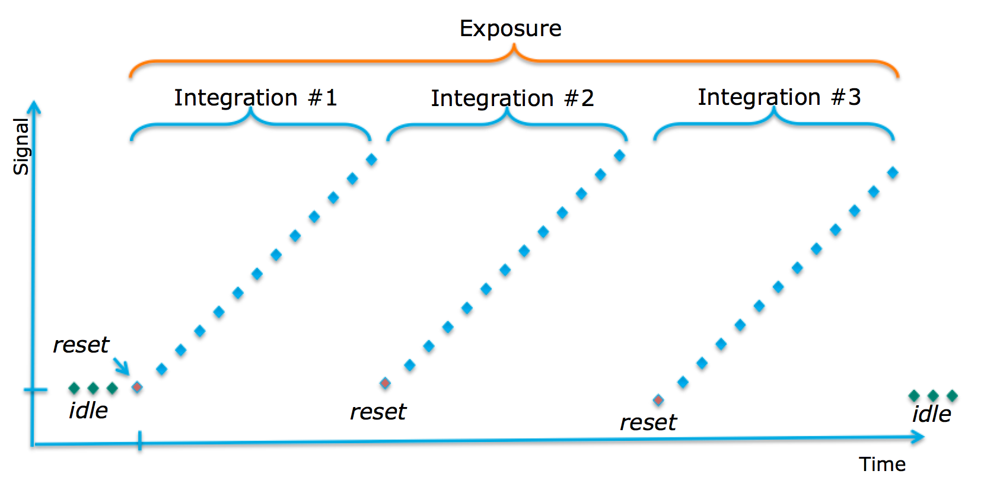 Exposure
Integration #1
Integration #2
Integration #3
Signal
reset
idle
reset
reset
idle
Time